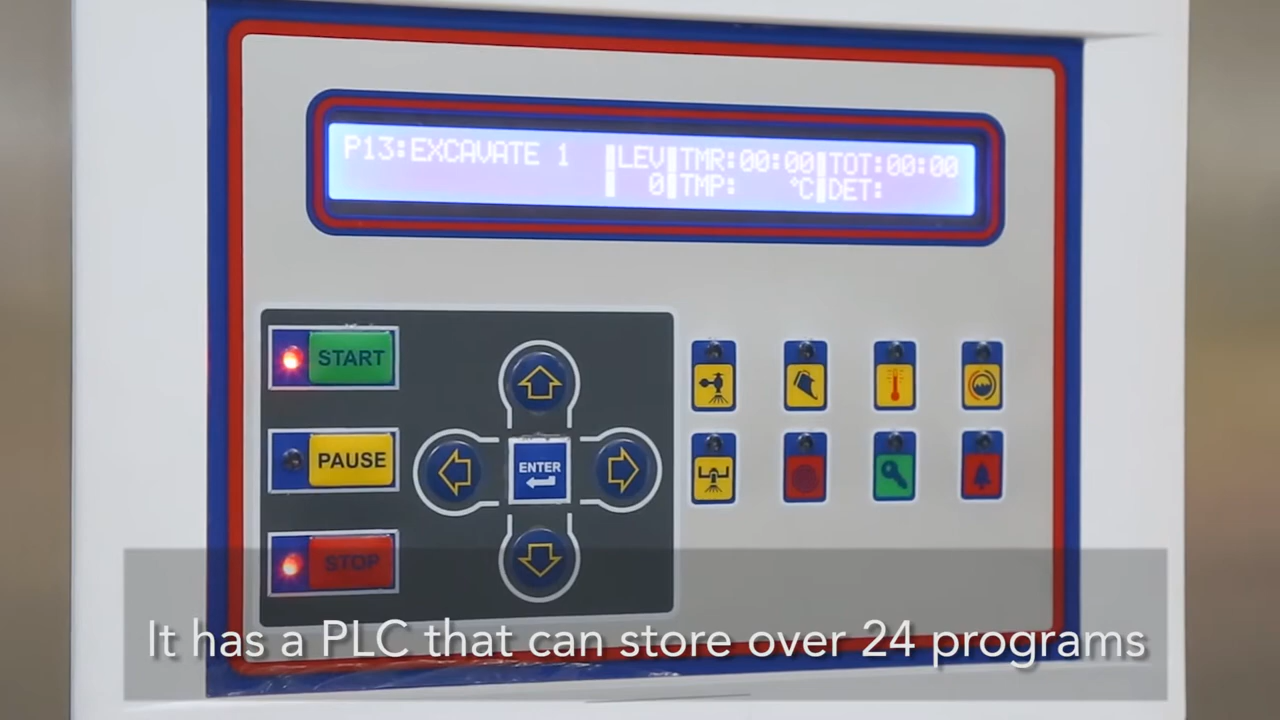 P13:EXCAVATE 1 |LEV|TMR:00:00|TOT:00:00
| 0|TMP: °C|DET:
START
PAUSE
ENTER
STOP
It has a PLC that can store over 24 programs